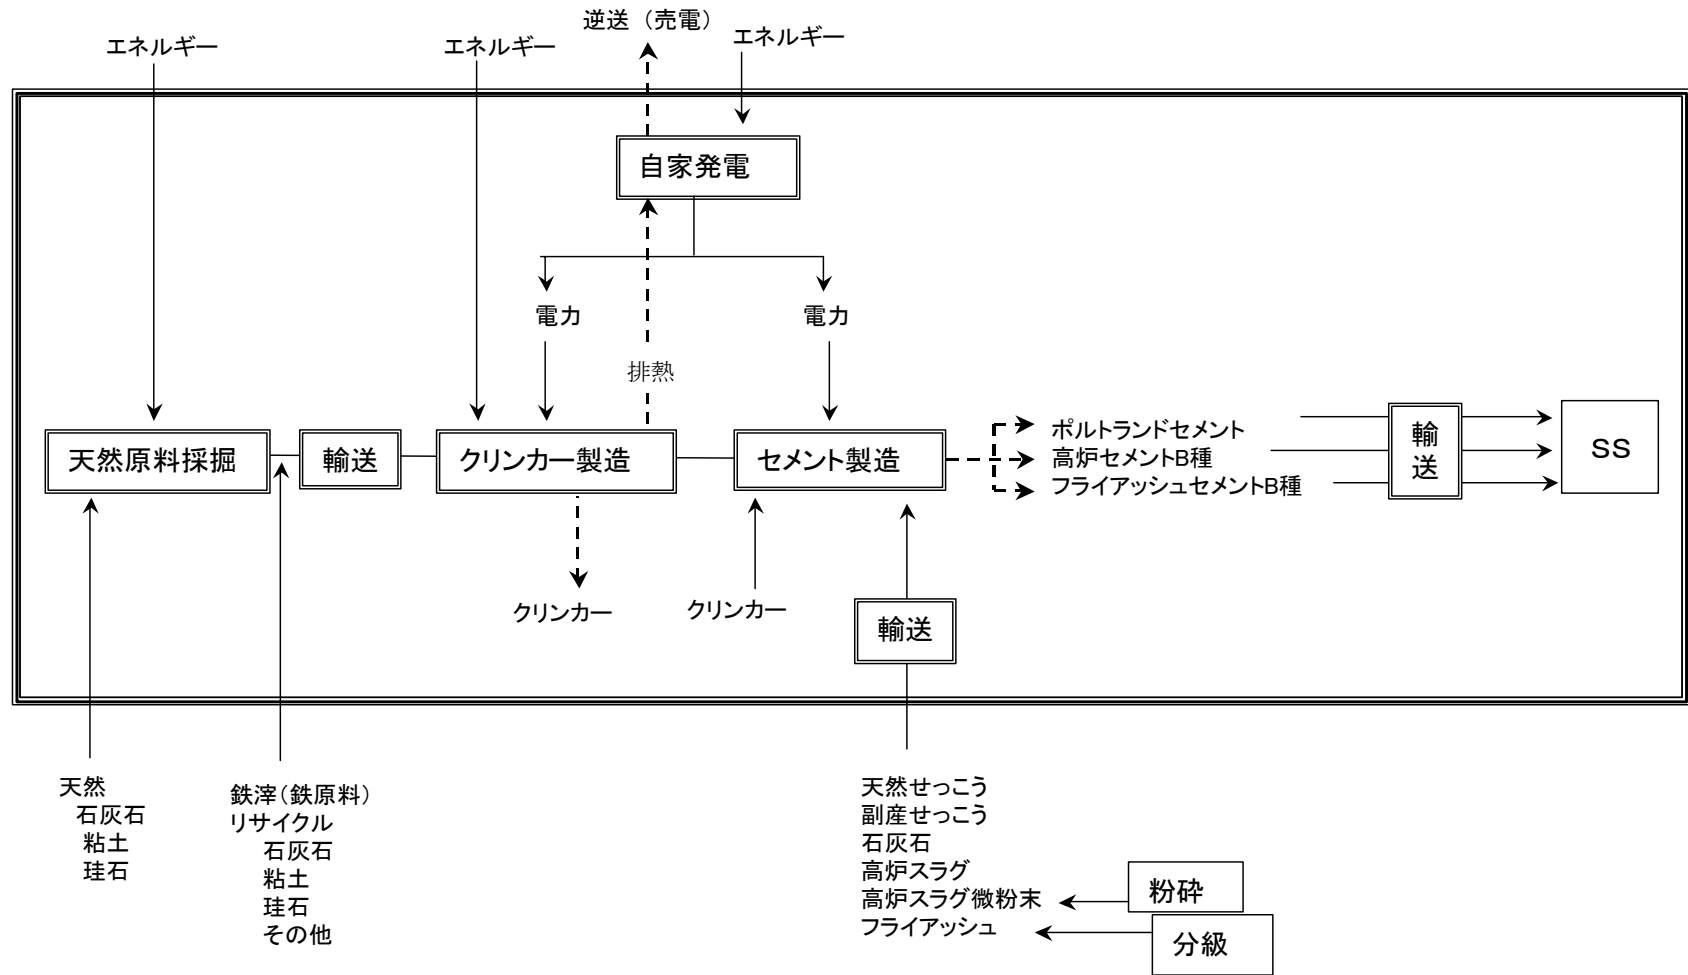 逆送（売電）
エネルギー
エネルギー
エネルギー
自家発電
電力
電力
排熱
天然原料採掘
輸送
クリンカー製造
セメント製造
ポルトランドセメント
高炉セメントB種
フライアッシュセメントB種
輸送
SS
クリンカー
クリンカー
輸送
天然
石灰石
粘土
珪石
鉄滓(鉄原料)
リサイクル
石灰石
粘土
珪石
その他
天然せっこう
副産せっこう
石灰石
高炉スラグ
高炉スラグ微粉末
フライアッシュ
粉砕
分級